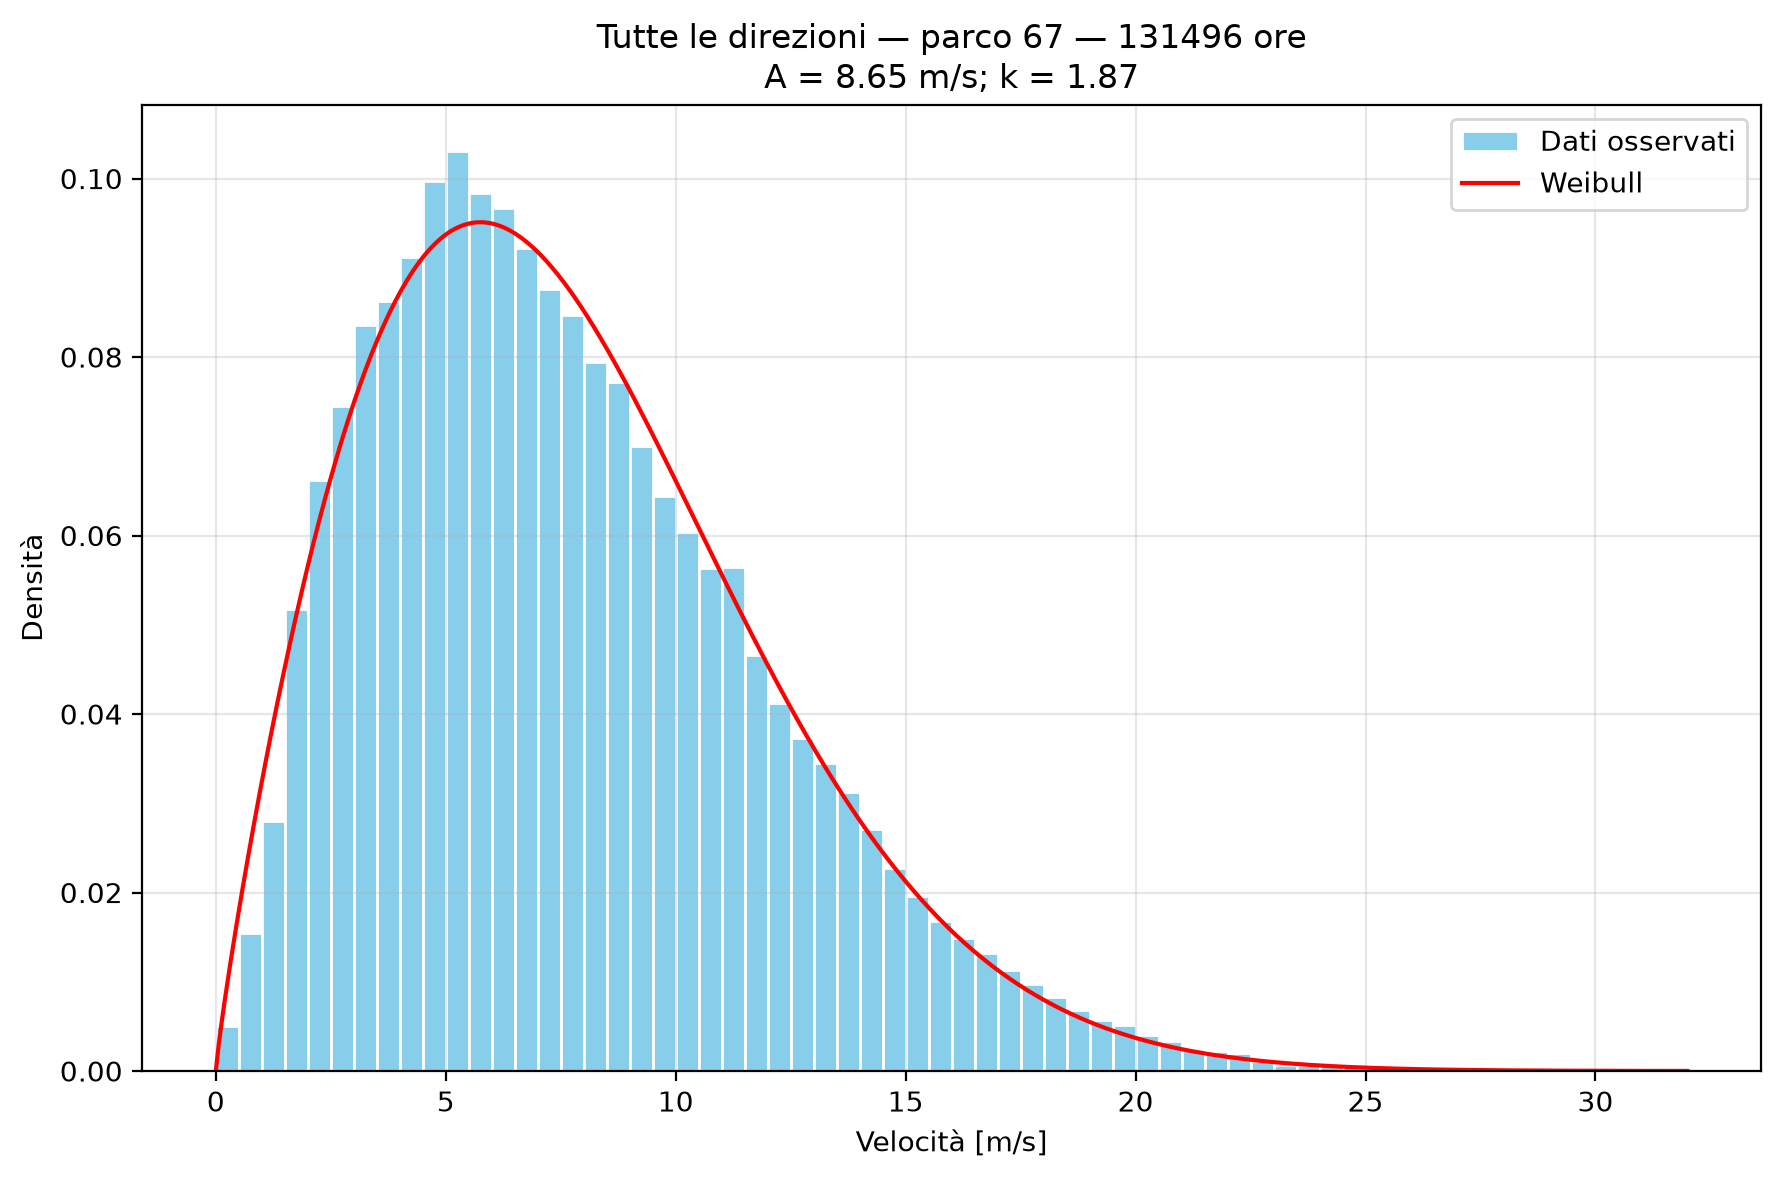 Tutte le direzioni — parco 67 — 131496 ore
A = 8.65 m/s; k = 1.87
Dati osservati
Weibull
Densità
0.10
0.08
0.06
0.04
0.02
0.00
0 5 10 15 20 25 30
Velocità [m/s]